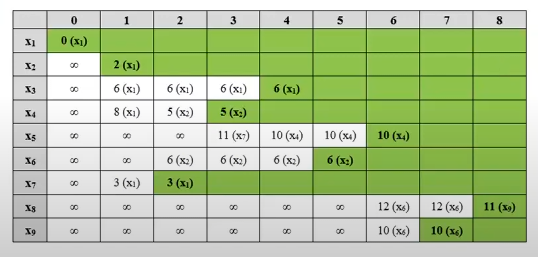 0 1 2 3 4 5 6 7 8
x₁ 0 (x₁)
x₂ ∞ 2 (x₁)
x₃ ∞ 6 (x₁) 6 (x₁) 6 (x₁) 6 (x₁)
x₄ ∞ 8 (x₁) 5 (x₂) 5 (x₂)
x₅ ∞ ∞ ∞ 11 (x₇) 10 (x₄) 10 (x₄) 10 (x₄)
x₆ ∞ ∞ 6 (x₂) 6 (x₂) 6 (x₂) 6 (x₂)
x₇ ∞ 3 (x₁) 3 (x₁)
x₈ ∞ ∞ ∞ ∞ ∞ ∞ 12 (x₆) 12 (x₆) 11 (x₉)
x₉ ∞ ∞ ∞ ∞ ∞ ∞ 10 (x₆) 10 (x₆)